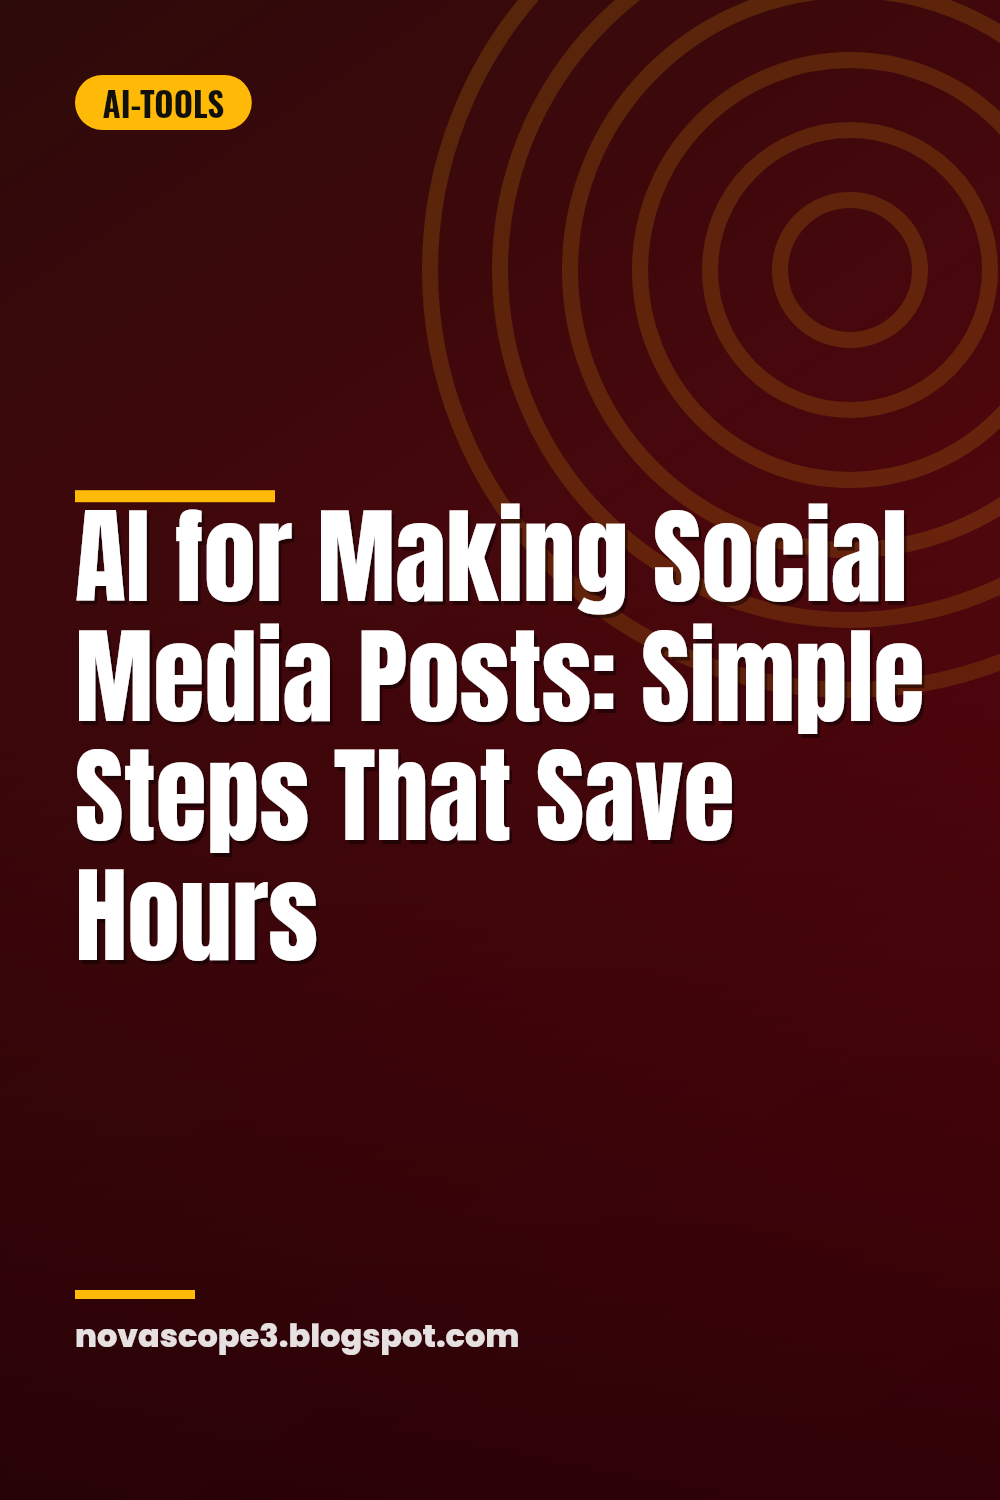 AI-TOOLS
AI for Making Social
Media Posts: Simple
Steps That Save
Hours
novascope3.blogspot.com